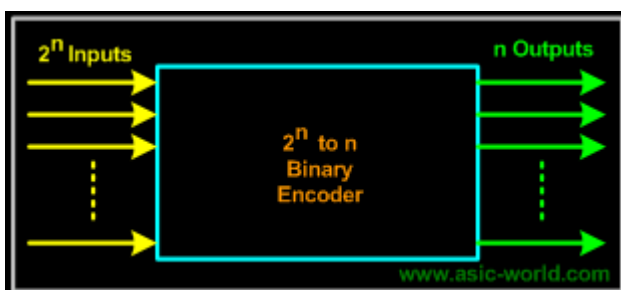 2ⁿ Inputs
n Outputs
2ⁿ to n
Binary
Encoder
www.asic-world.com